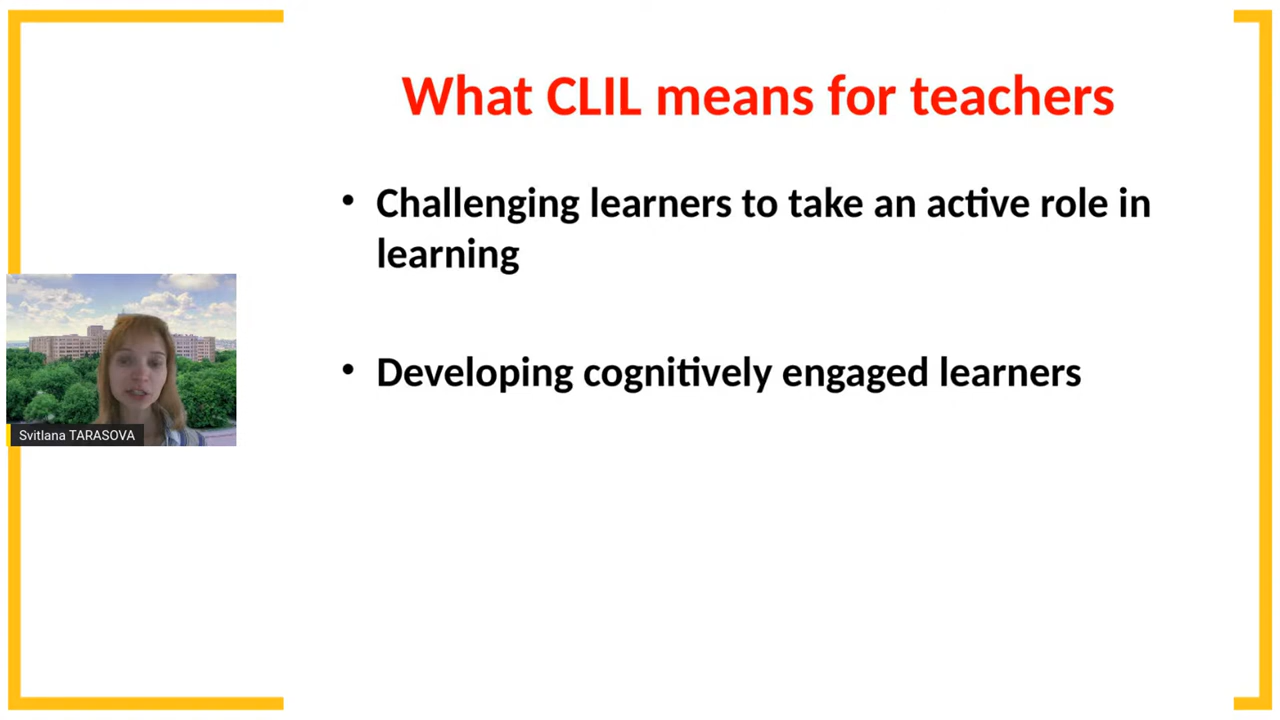 What CLIL means for teachers
• Challenging learners to take an active role in
learning
• Developing cognitively engaged learners
Svitlana TARASOVA